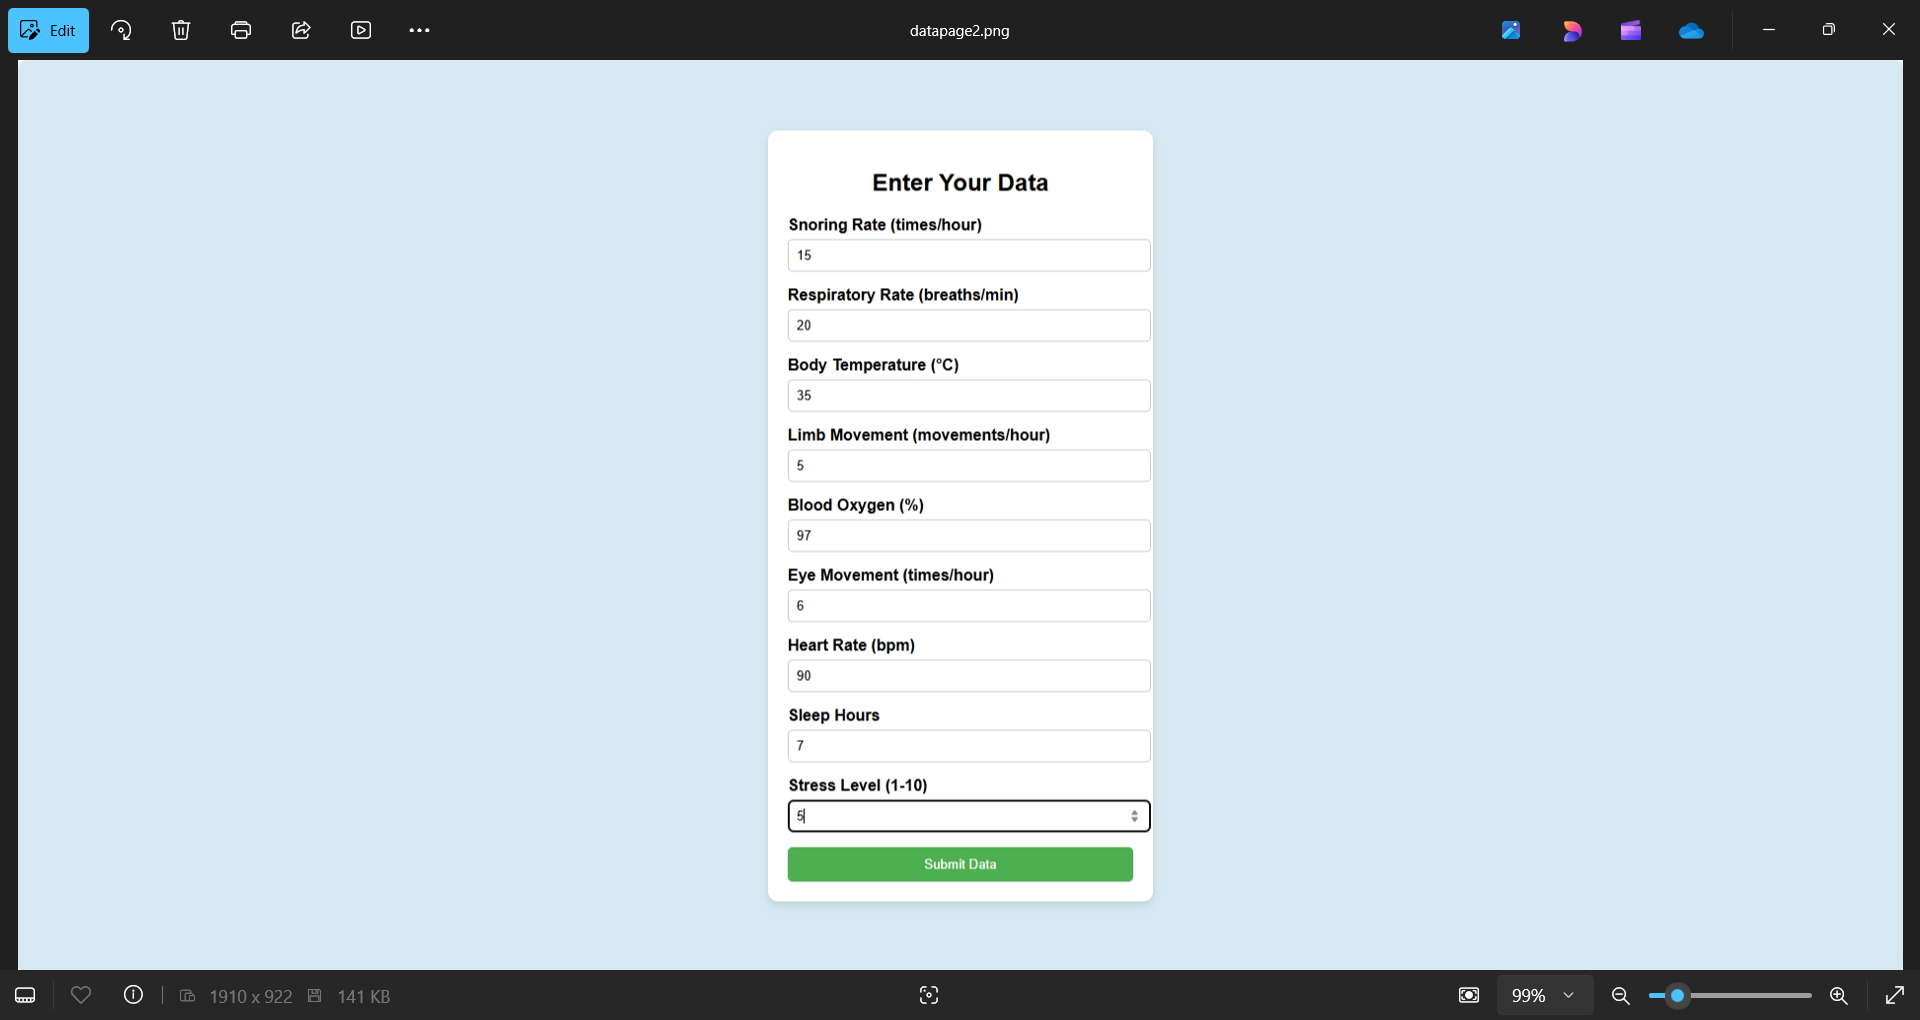 Edit
datapage2.png
Enter Your Data
Snoring Rate (times/hour)
15
Respiratory Rate (breaths/min)
20
Body Temperature (°C)
35
Limb Movement (movements/hour)
5
Blood Oxygen (%)
97
Eye Movement (times/hour)
6
Heart Rate (bpm)
90
Sleep Hours
7
Stress Level (1-10)
5
Submit Data
1910 x 922
141 KB
99%